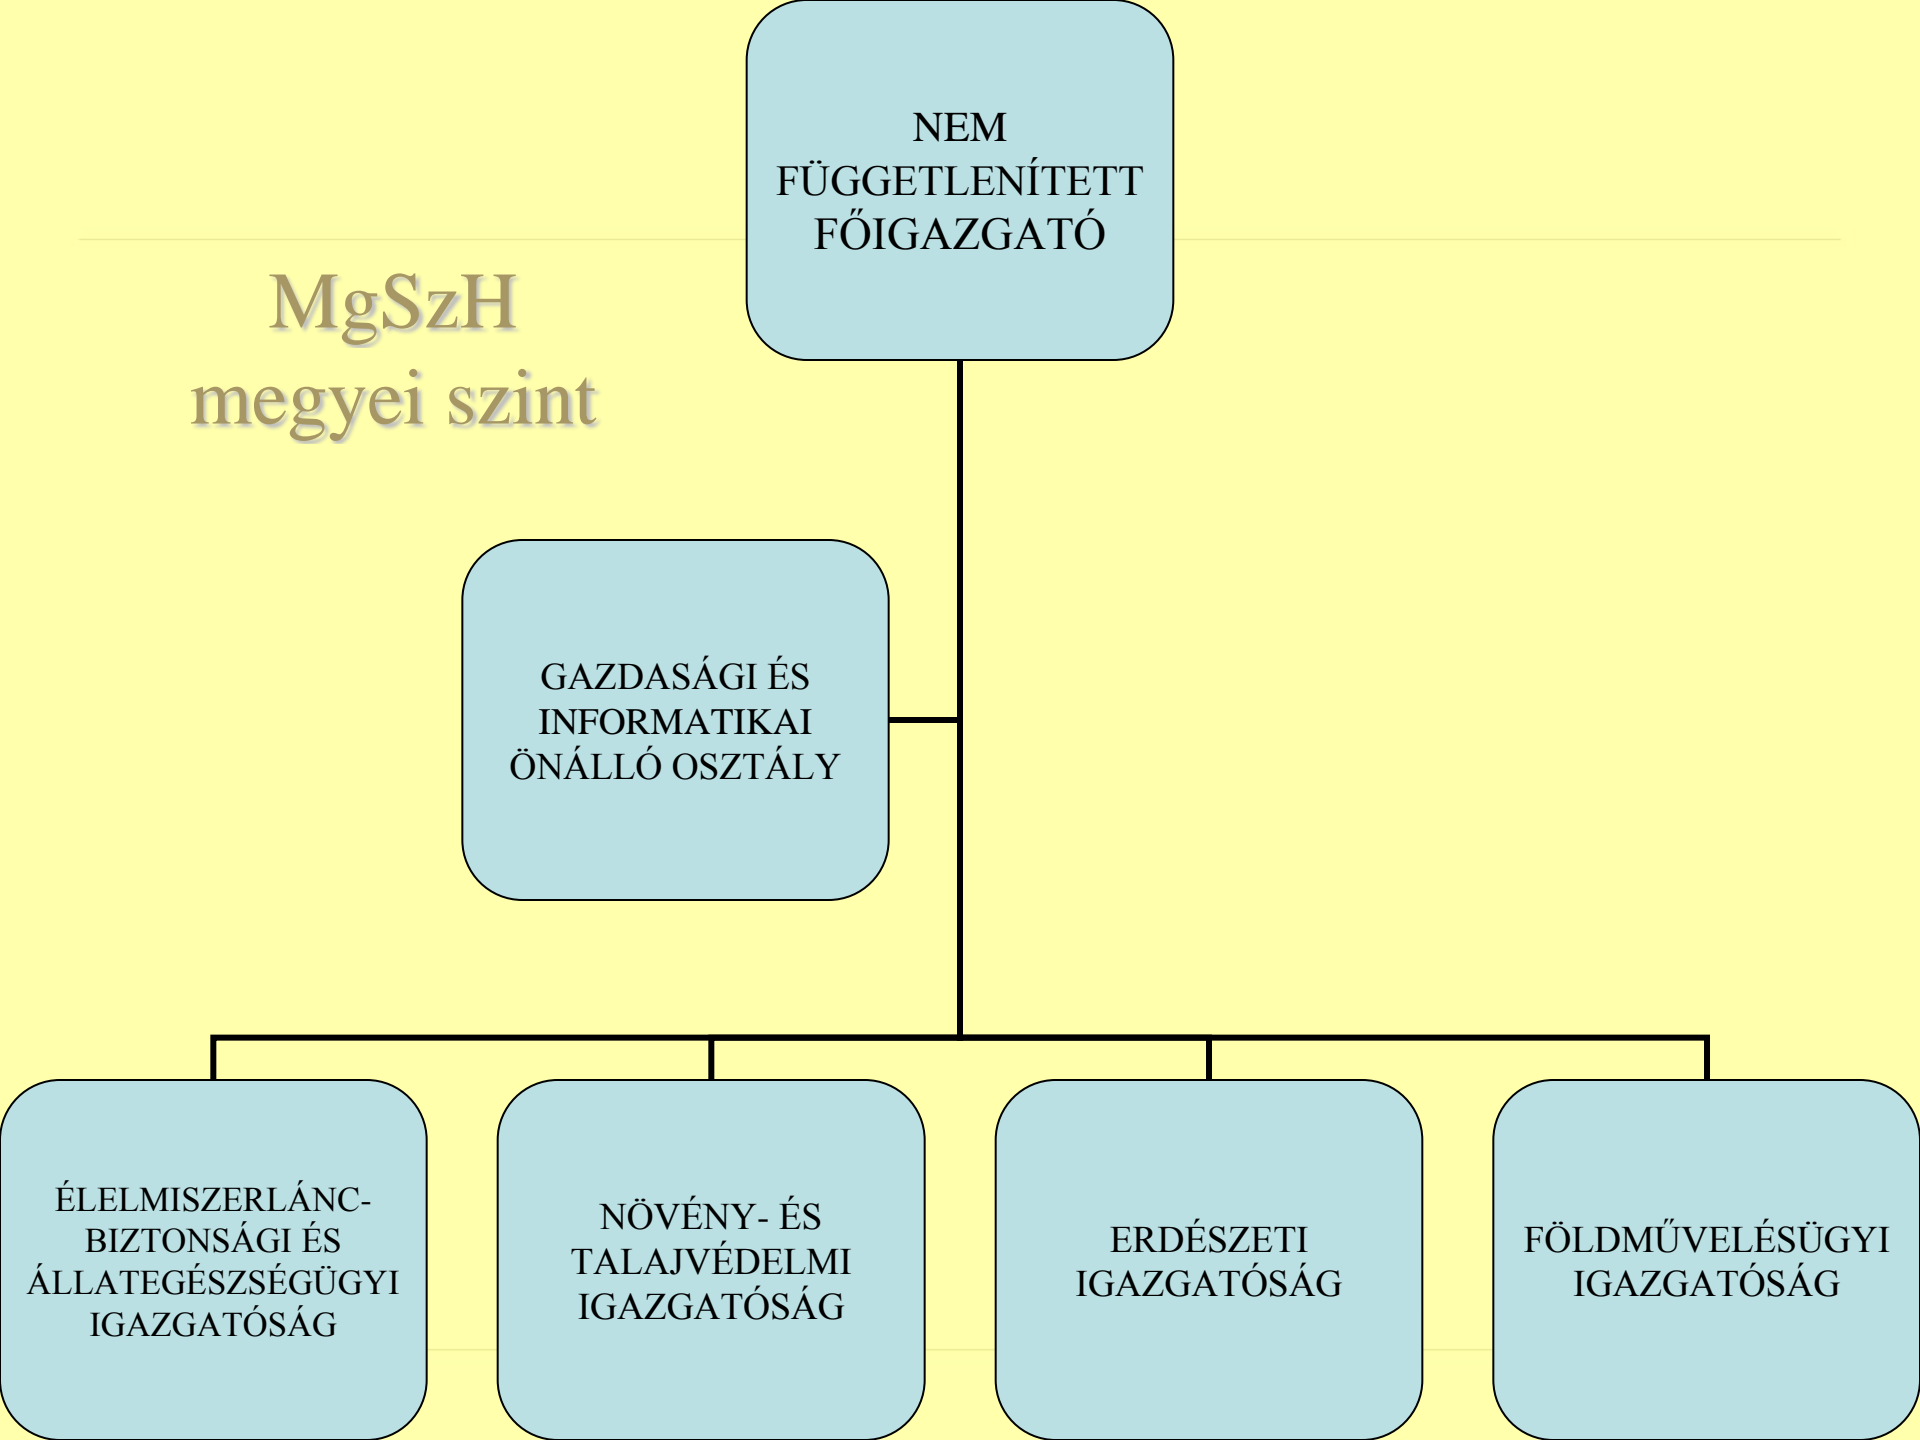 NEM
FÜGGETLENÍTETT
FŐIGAZGATÓ
MgSzH
megyei szint
GAZDASÁGI ÉS
INFORMATIKAI
ÖNÁLLÓ OSZTÁLY
ÉLELMISZERLÁNC-
BIZTONSÁGI ÉS
ÁLLATEGÉSZSÉGÜGYI
IGAZGATÓSÁG
NÖVÉNY- ÉS
TALAJVÉDELMI
IGAZGATÓSÁG
ERDÉSZETI
IGAZGATÓSÁG
FÖLDMŰVELÉSÜGYI
IGAZGATÓSÁG